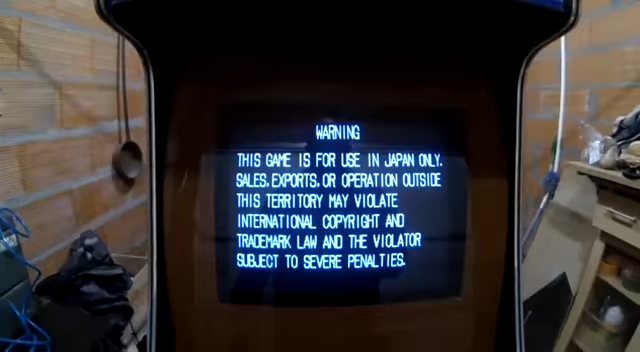 WARNING
THIS GAME IS FOR USE IN JAPAN ONLY.
SALES, EXPORTS, OR OPERATION OUTSIDE
THIS TERRITORY MAY VIOLATE
INTERNATIONAL COPYRIGHT AND
TRADEMARK LAW AND THE VIOLATOR
SUBJECT TO SEVERE PENALTIES.